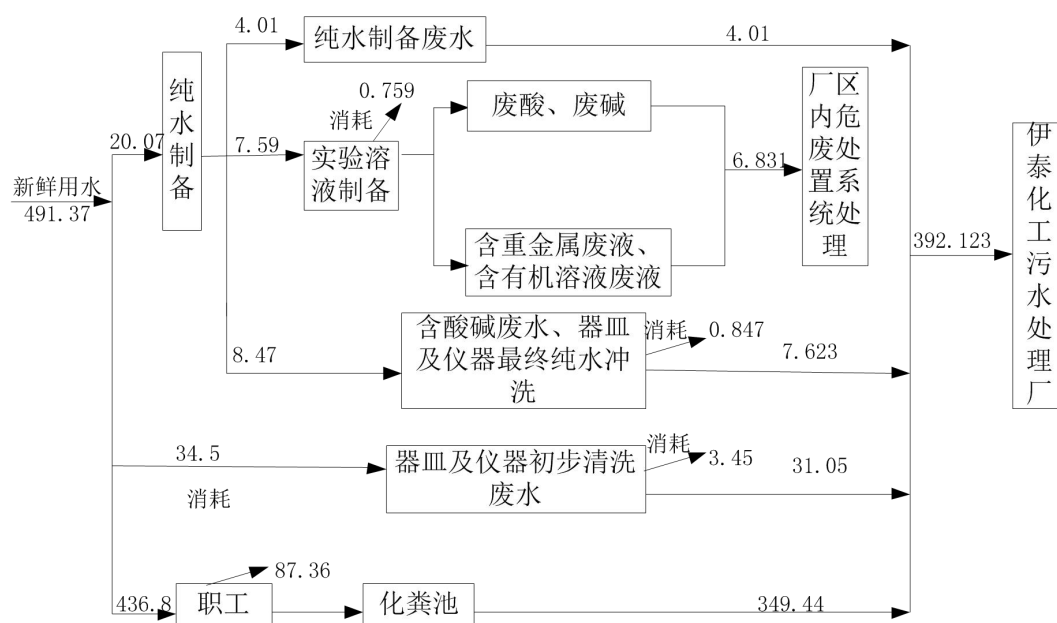 4.01
纯水制备废水
4.01
纯水制备
20.07
0.759
消耗
7.59
实验溶
液制备
废酸、废碱
6.831
厂区
内危
废处
置系
统处
理
新鲜用水
491.37
含重金属废液、
含有机溶液废液
392.123
伊泰化工污水处理厂
8.47
含酸碱废水、器皿
及仪器最终纯水冲
洗
消耗
0.847
7.623
34.5
消耗
器皿及仪器初步清洗
废水
消耗
3.45
31.05
436.8
职工
87.36
化粪池
349.44